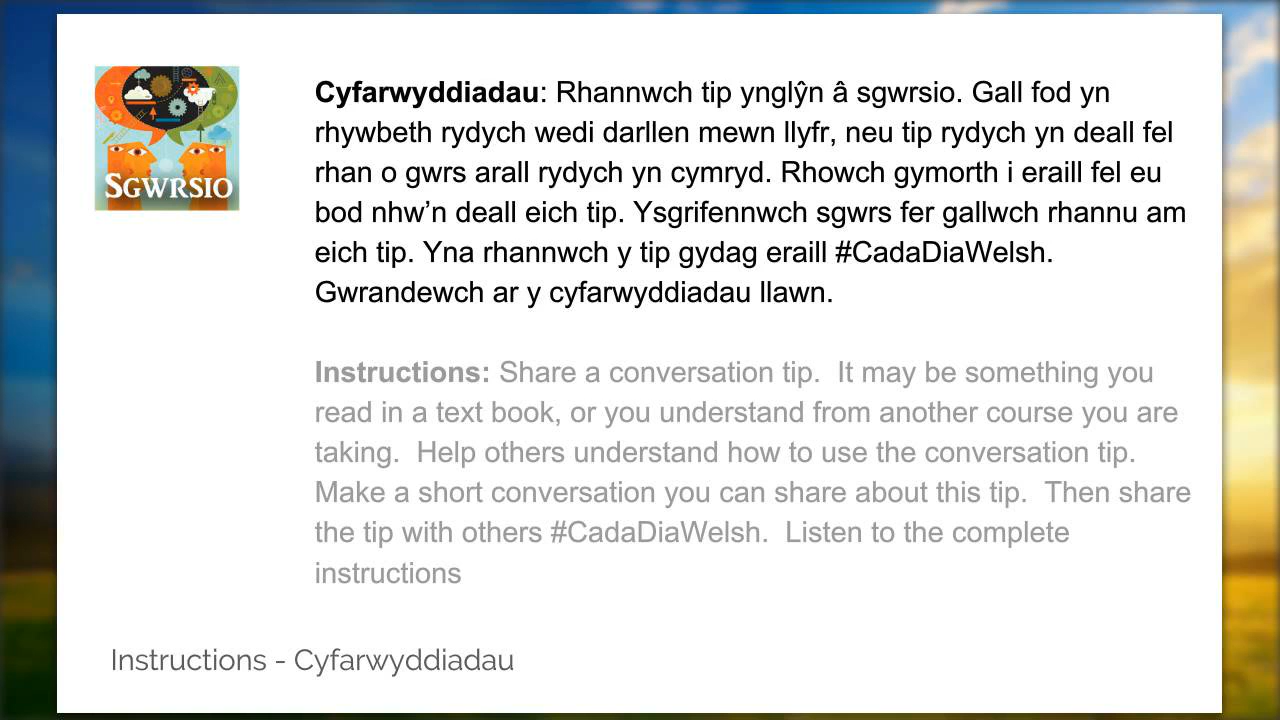 SGWRSIO
Cyfarwyddiadau: Rhannwch tip ynglŷn â sgwrsio. Gall fod yn
rhywbeth rydych wedi darllen mewn llyfr, neu tip rydych yn deall fel
rhan o gwrs arall rydych yn cymryd. Rhowch gymorth i eraill fel eu
bod nhw’n deall eich tip. Ysgrifennwch sgwrs fer gallwch rhannu am
eich tip. Yna rhannwch y tip gydag eraill #CadaDiaWelsh.
Gwrandewch ar y cyfarwyddiadau llawn.
Instructions: Share a conversation tip.  It may be something you
read in a text book, or you understand from another course you are
taking.  Help others understand how to use the conversation tip.
Make a short conversation you can share about this tip.  Then share
the tip with others #CadaDiaWelsh.  Listen to the complete
instructions
Instructions - Cyfarwyddiadau